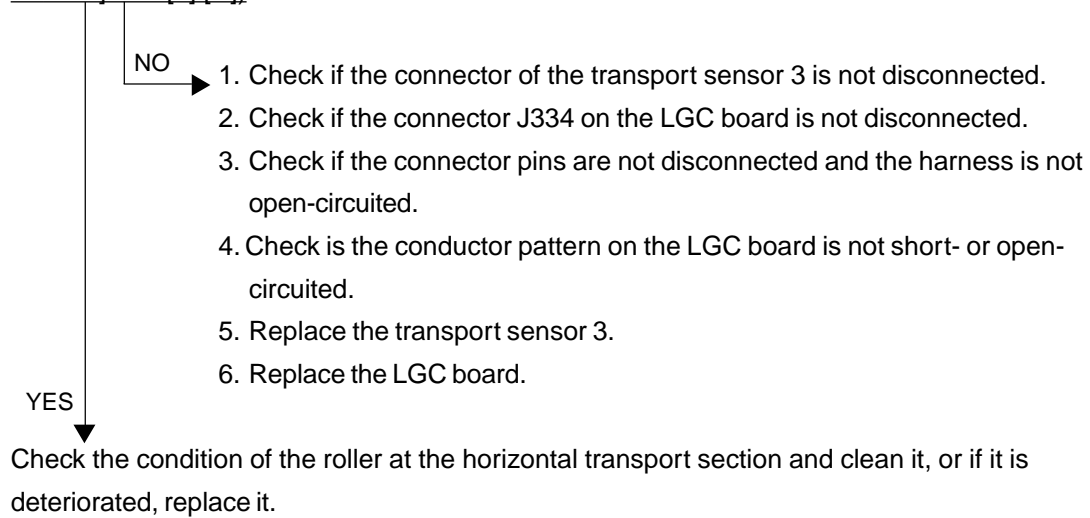 NO
1. Check if the connector of the transport sensor 3 is not disconnected.
2. Check if the connector J334 on the LGC board is not disconnected.
3. Check if the connector pins are not disconnected and the harness is not
open-circuited.
4. Check is the conductor pattern on the LGC board is not short- or open-
circuited.
5. Replace the transport sensor 3.
6. Replace the LGC board.
YES
Check the condition of the roller at the horizontal transport section and clean it, or if it is
deteriorated, replace it.